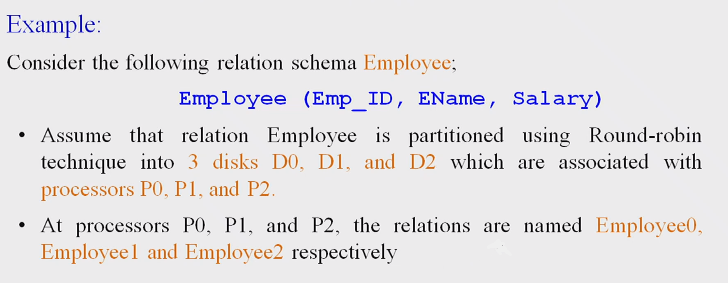 Example:
Consider the following relation schema Employee;
Employee (Emp_ID, EName, Salary)
• Assume that relation Employee is partitioned using Round-robin
technique into 3 disks D0, D1, and D2 which are associated with
processors P0, P1, and P2.
• At processors P0, P1, and P2, the relations are named Employee0,
Employee1 and Employee2 respectively